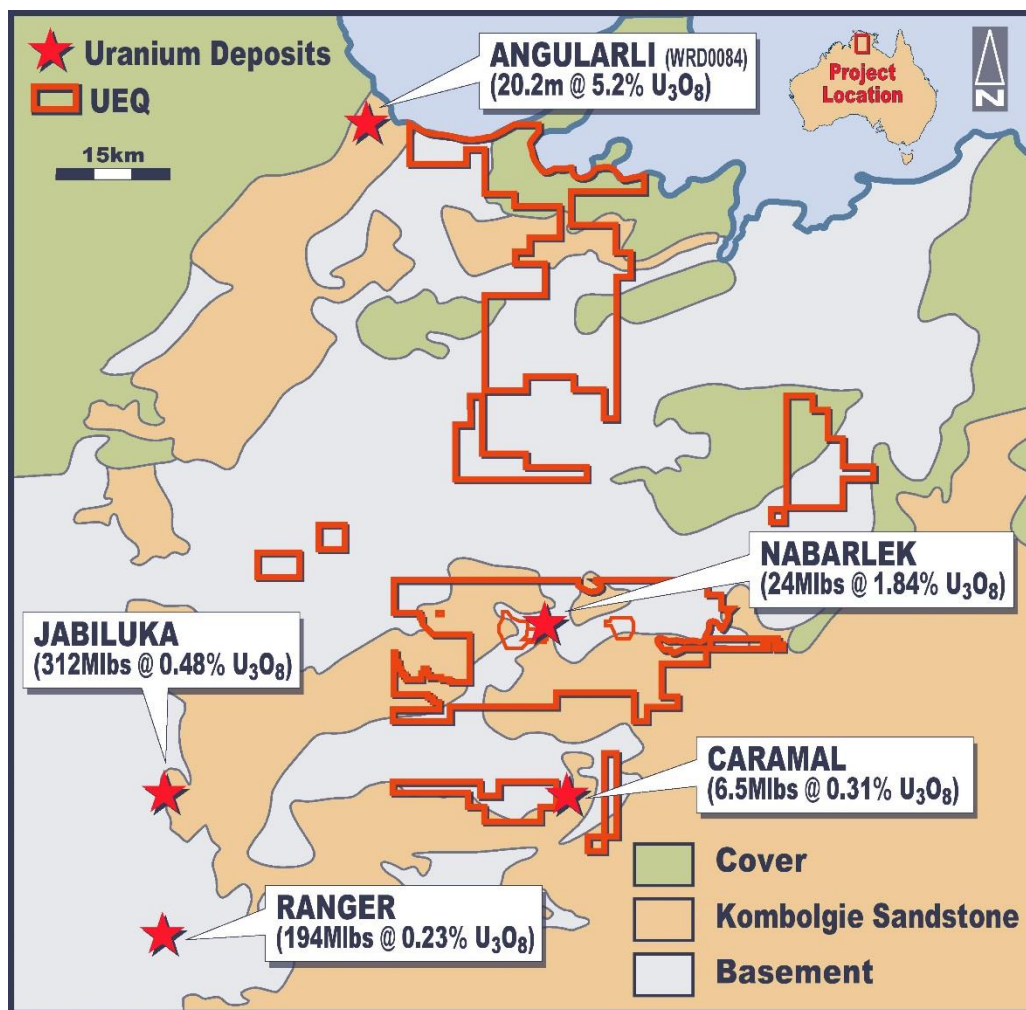 Uranium Deposits
UEQ
15km
ANGULARLI (WRD0084)
(20.2m @ 5.2% U₃O₈)
Project
Location
N
NABARLEK
(24Mlbs @ 1.84% U₃O₈)
JABILUKA
(312Mlbs @ 0.48% U₃O₈)
CARAMAL
(6.5Mlbs @ 0.31% U₃O₈)
RANGER
(194Mlbs @ 0.23% U₃O₈)
Cover
Kombolgie Sandstone
Basement